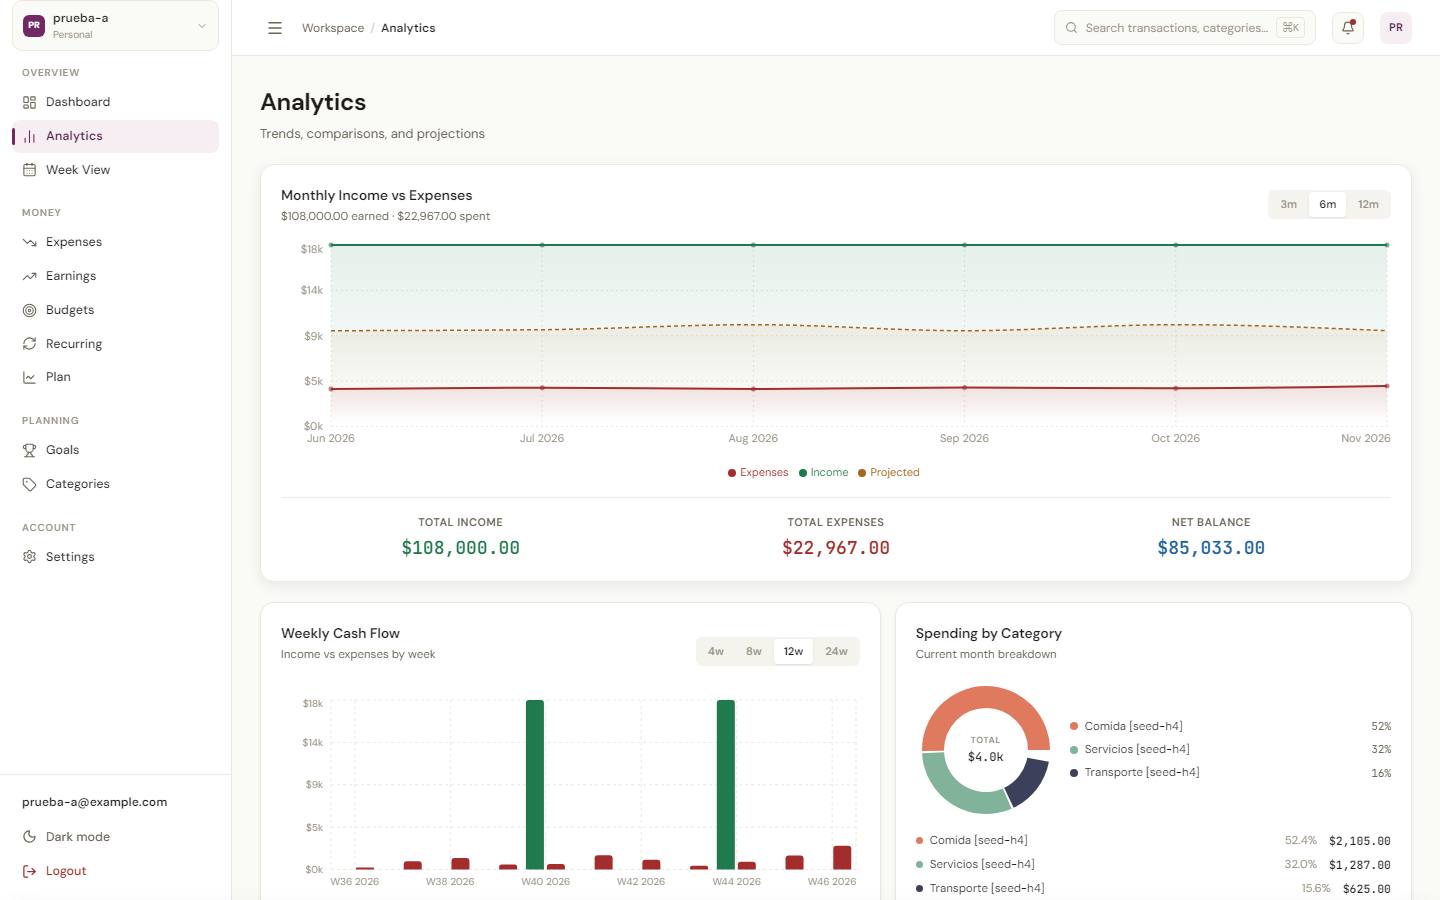 PR
prueba-a
Personal
OVERVIEW
Dashboard
Analytics
Week View
MONEY
Expenses
Earnings
Budgets
Recurring
Plan
PLANNING
Goals
Categories
ACCOUNT
Settings
prueba-a@example.com
Dark mode
Logout
Workspace / Analytics
Search transactions, categories... ⌘K
PR
Analytics
Trends, comparisons, and projections
Monthly Income vs Expenses
$108,000.00 earned · $22,967.00 spent
3m 6m 12m
$18k
$14k
$9k
$5k
$0k
Jun 2026 Jul 2026 Aug 2026 Sep 2026 Oct 2026 Nov 2026
Expenses Income Projected
TOTAL INCOME
$108,000.00
TOTAL EXPENSES
$22,967.00
NET BALANCE
$85,033.00
Weekly Cash Flow
Income vs expenses by week
4w 8w 12w 24w
$18k
$14k
$9k
$5k
$0k
W36 2026 W38 2026 W40 2026 W42 2026 W44 2026 W46 2026
Spending by Category
Current month breakdown
TOTAL
$4.0k
Comida [seed-h4] 52%
Servicios [seed-h4] 32%
Transporte [seed-h4] 16%
Comida [seed-h4] 52.4% $2,105.00
Servicios [seed-h4] 32.0% $1,287.00
Transporte [seed-h4] 15.6% $625.00